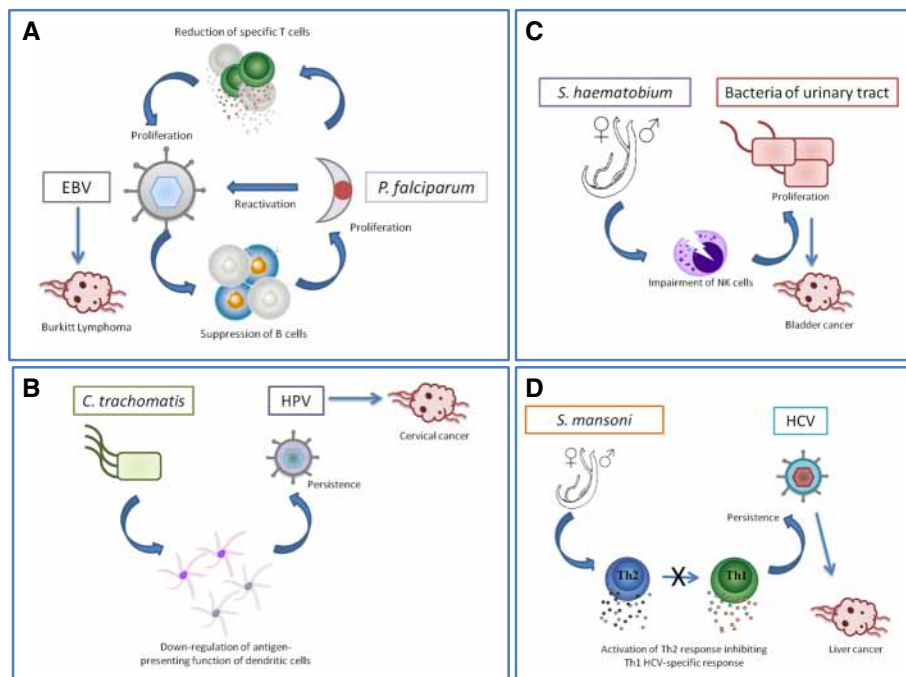 A
Reduction of specific T cells
Proliferation
EBV
Reactivation
P. falciparum
Proliferation
Burkitt Lymphoma
Suppression of B cells
C
S. haematobium
Bacteria of urinary tract
Proliferation
Impairment of NK cells
Bladder cancer
B
C. trachomatis
HPV
Cervical cancer
Persistence
Down-regulation of antigen-
presenting function of dendritic cells
D
S. mansoni
HCV
Persistence
Th2
X
Th1
Activation of Th2 response inhibiting
Th1 HCV-specific response
Liver cancer